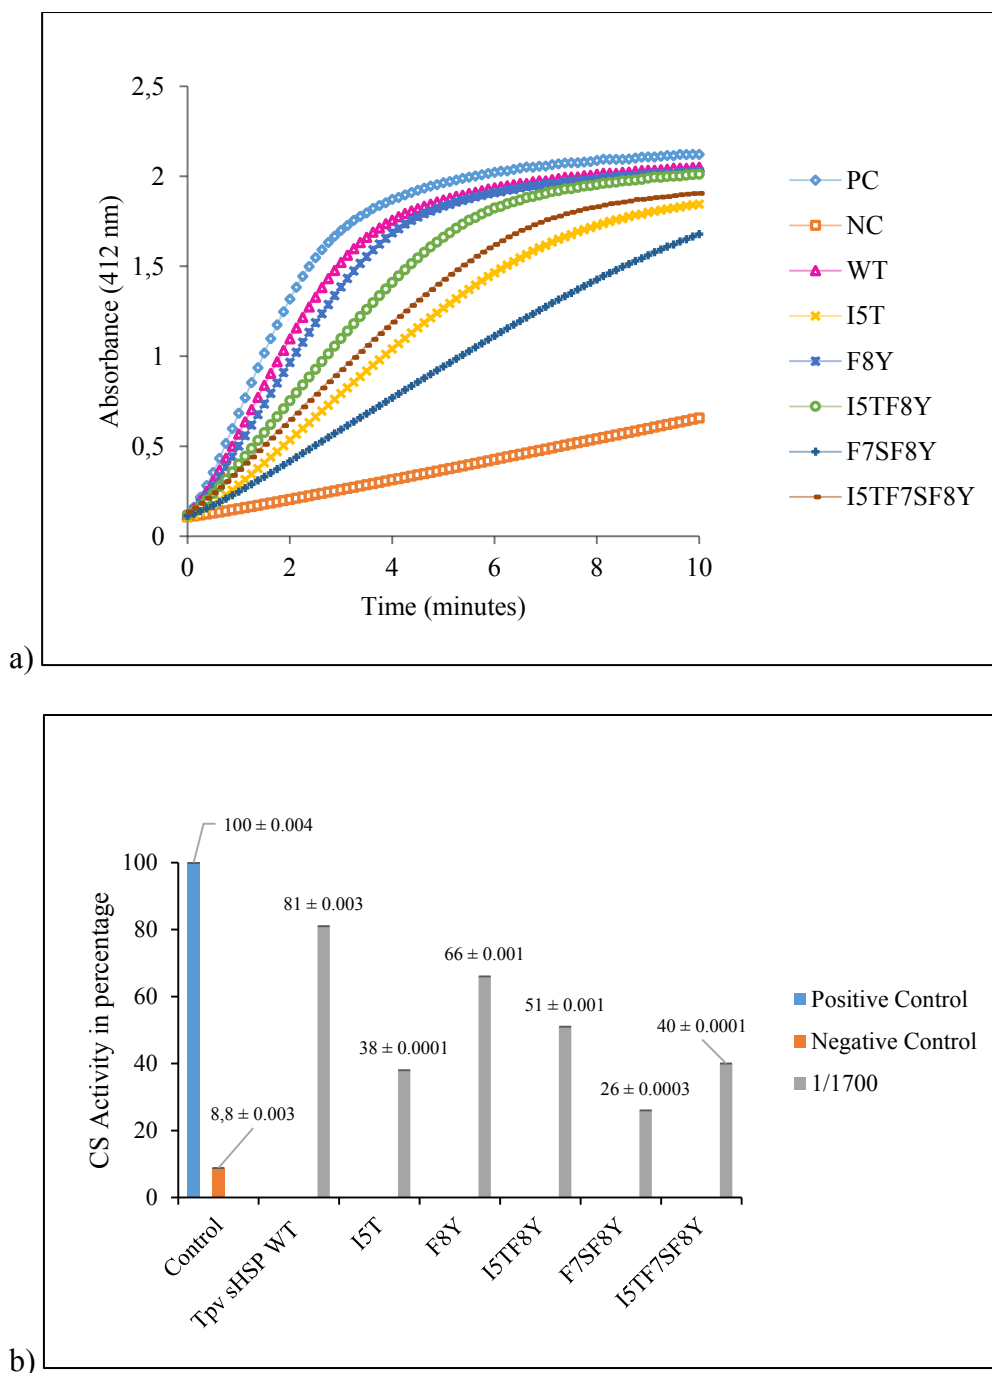 2,5
2
1,5
1
0,5
0
Absorbance (412 nm)
0 2 4 6 8 10
Time (minutes)
PC
NC
WT
I5T
F8Y
I5TF8Y
F7SF8Y
I5TF7SF8Y
a)
100 ± 0.004
81 ± 0.003
66 ± 0.001
51 ± 0.001
40 ± 0.0001
38 ± 0.0001
26 ± 0.0003
8,8 ± 0.003
100
80
60
40
20
0
CS Activity in percentage
Control
Tpv sHSP WT
I5T
F8Y
I5TF8Y
F7SF8Y
I5TF7SF8Y
Positive Control
Negative Control
1/1700
b)